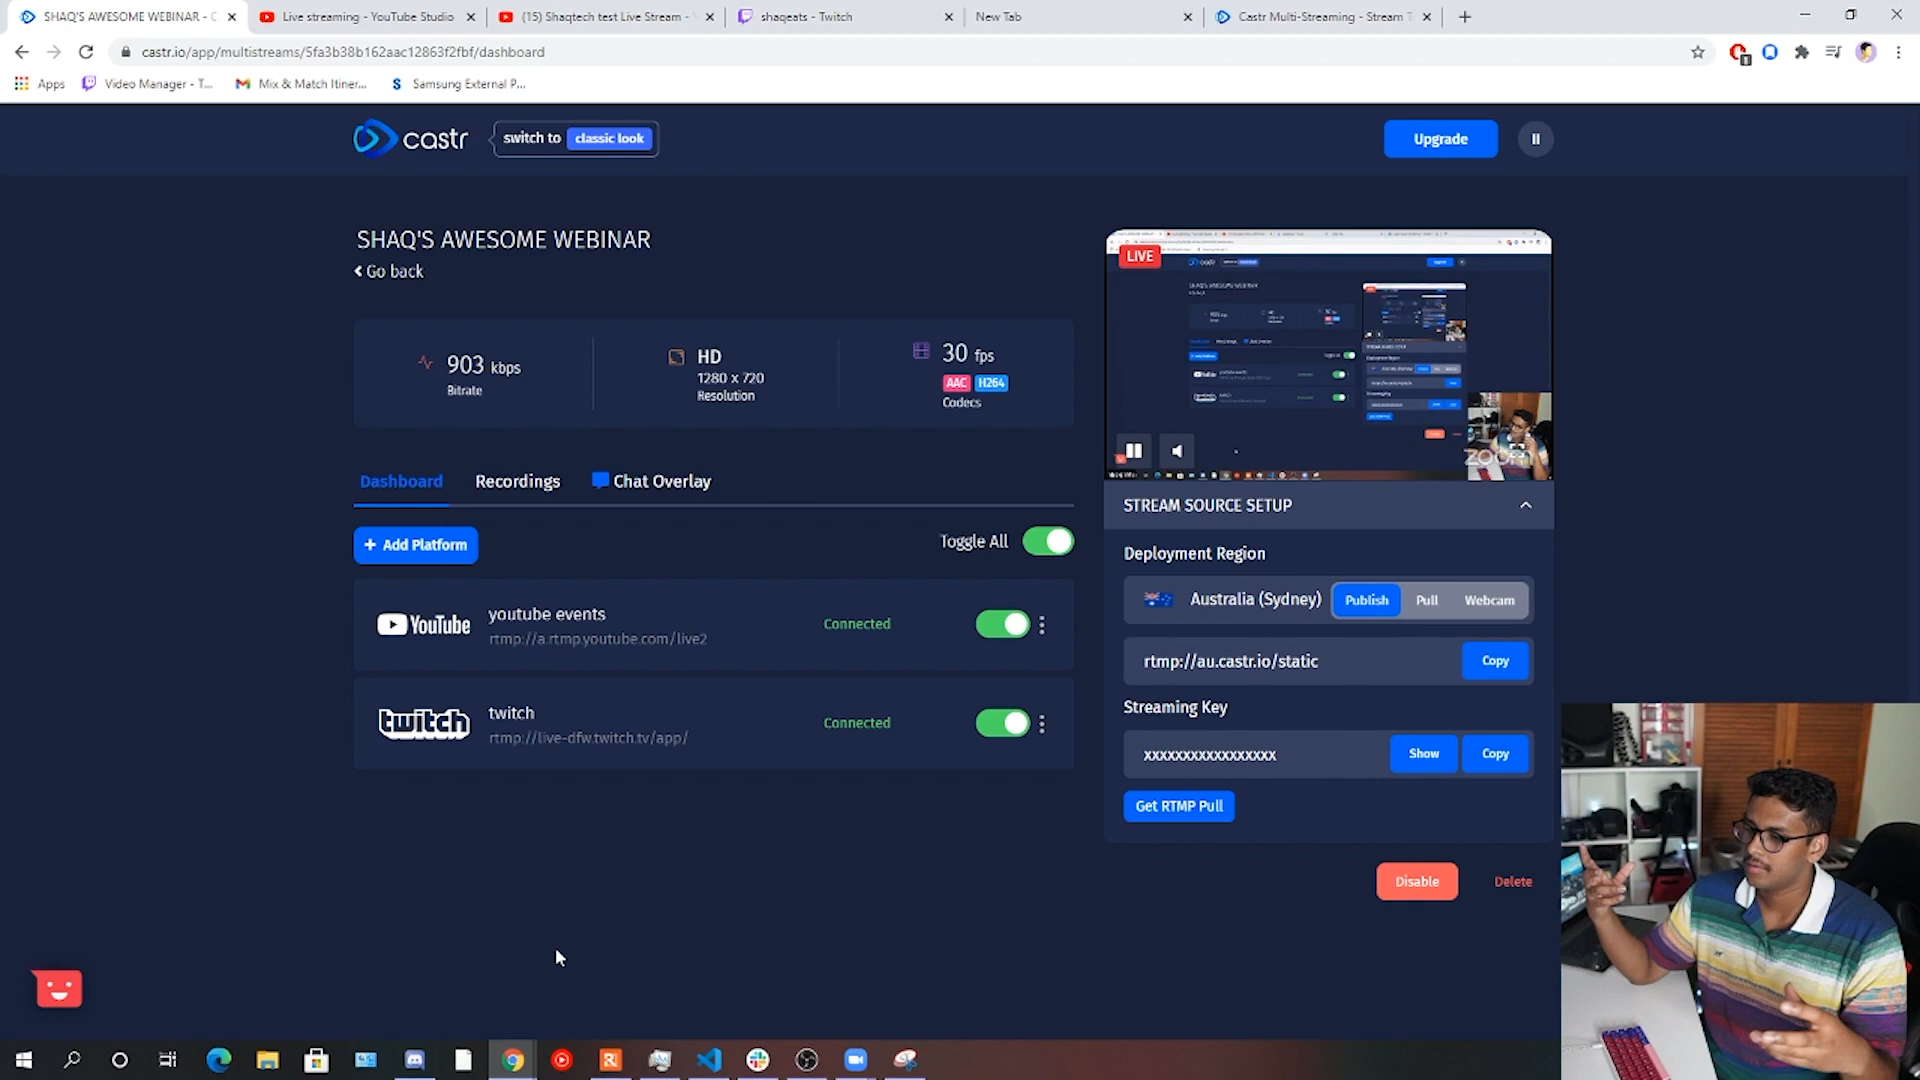 SHAQ'S AWESOME WEBINAR - C
Live streaming - YouTube Studio
(15) Shaqtech test Live Stream -
shaqeats - Twitch
New Tab
Castr Multi-Streaming - Stream T
castr.io/app/multistreams/5fa3b38b162aac12863f2fbf/dashboard
Apps
Video Manager - T...
Mix & Match Itiner...
Samsung External P...
castr
switch to classic look
Upgrade
SHAQ'S AWESOME WEBINAR
Go back
903 kbps
Bitrate
HD
1280 x 720
Resolution
30 fps
AAC H264
Codecs
Dashboard
Recordings
Chat Overlay
+ Add Platform
Toggle All
YouTube
youtube events
rtmp://a.rtmp.youtube.com/live2
Connected
twitch
twitch
rtmp://live-dfw.twitch.tv/app/
Connected
LIVE
zoom
STREAM SOURCE SETUP
Deployment Region
Australia (Sydney)
Publish
Pull
Webcam
rtmp://au.castr.io/static
Copy
Streaming Key
xxxxxxxxxxxxxxxxx
Show
Copy
Get RTMP Pull
Disable
Delete